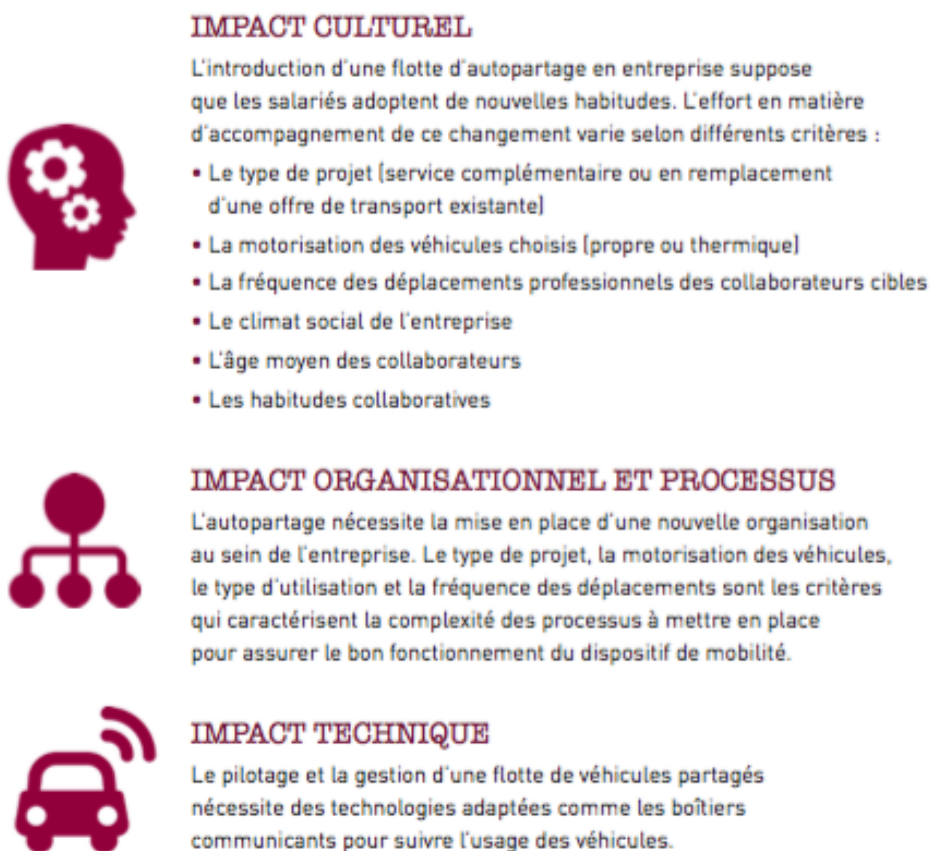 IMPACT CULTUREL
L'introduction d'une flotte d'autopartage en entreprise suppose
que les salariés adoptent de nouvelles habitudes. L'effort en matière
d'accompagnement de ce changement varie selon différents critères :
• Le type de projet (service complémentaire ou en remplacement
d'une offre de transport existante)
• La motorisation des véhicules choisis (propre ou thermique)
• La fréquence des déplacements professionnels des collaborateurs cibles
• Le climat social de l'entreprise
• L'âge moyen des collaborateurs
• Les habitudes collaboratives
IMPACT ORGANISATIONNEL ET PROCESSUS
L'autopartage nécessite la mise en place d'une nouvelle organisation
au sein de l'entreprise. Le type de projet, la motorisation des véhicules,
le type d'utilisation et la fréquence des déplacements sont les critères
qui caractérisent la complexité des processus à mettre en place
pour assurer le bon fonctionnement du dispositif de mobilité.
IMPACT TECHNIQUE
Le pilotage et la gestion d'une flotte de véhicules partagés
nécessite des technologies adaptées comme les boîtiers
communicants pour suivre l'usage des véhicules.